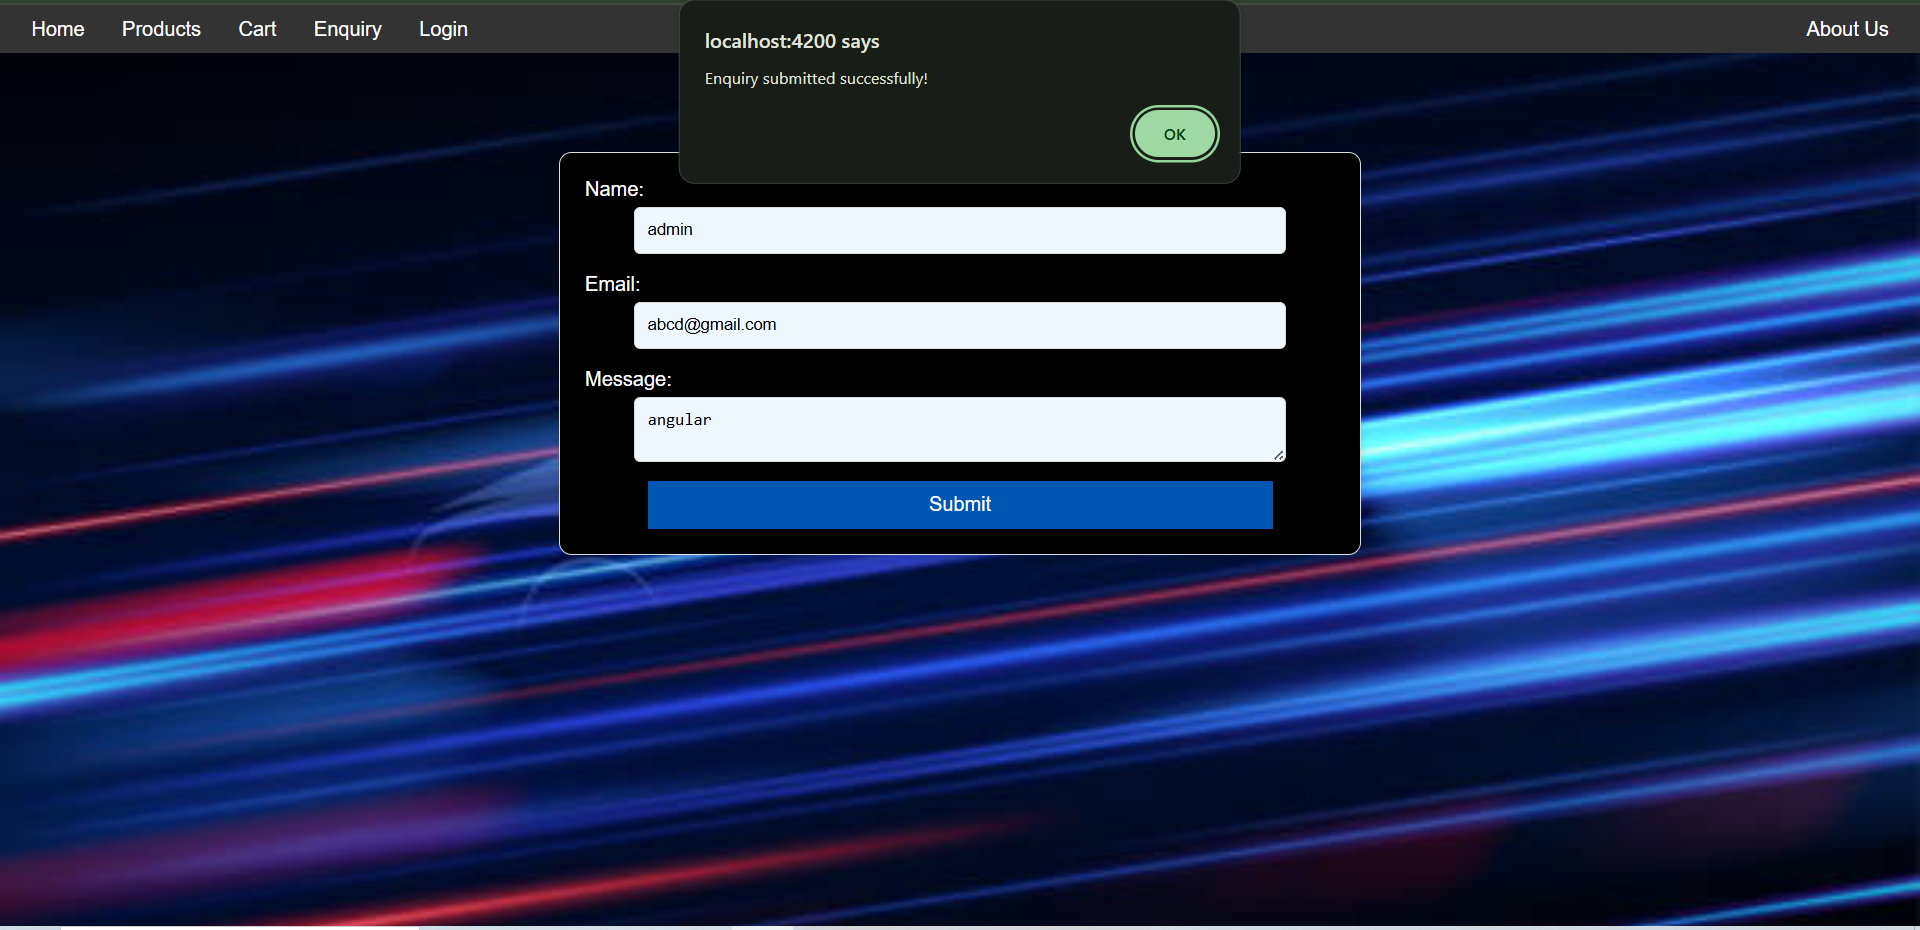 Home Products Cart Enquiry Login About Us
localhost:4200 says
Enquiry submitted successfully!
OK
Name:
admin
Email:
abcd@gmail.com
Message:
angular
Submit